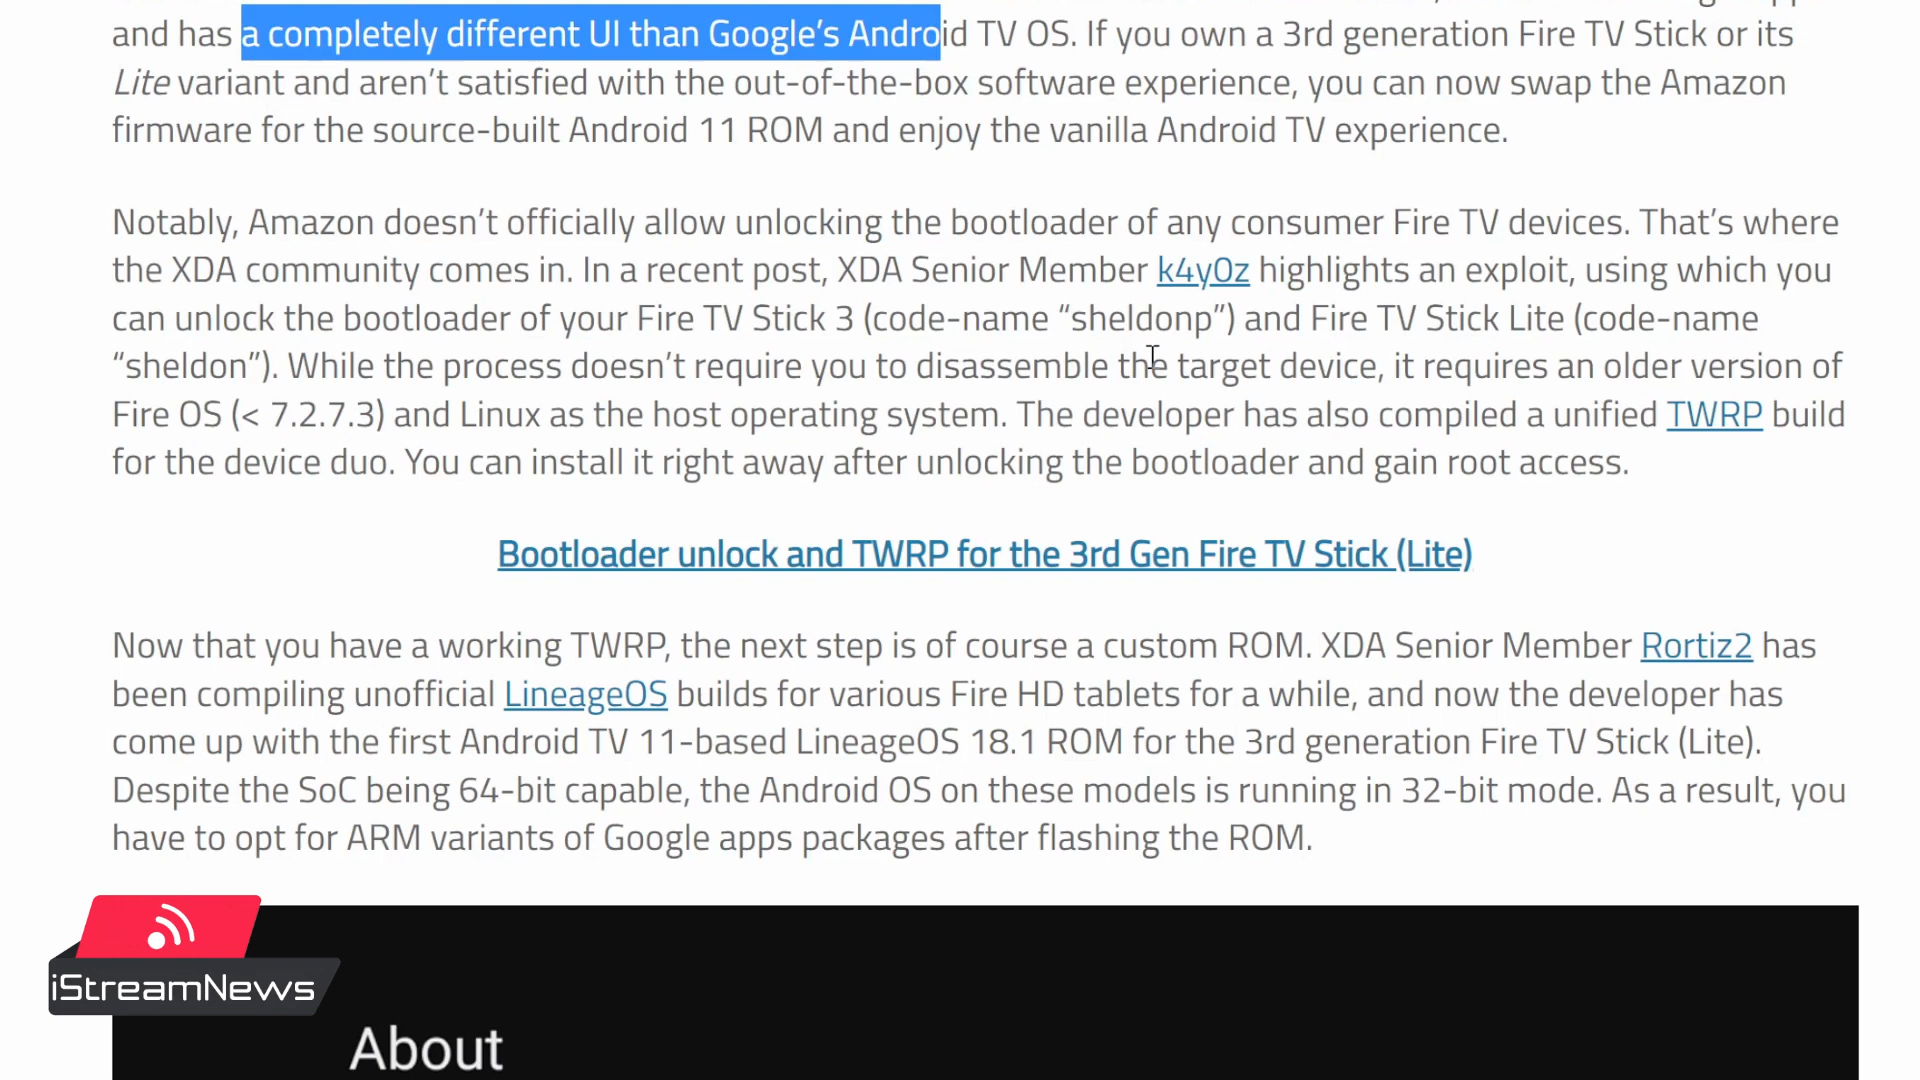 and has a completely different UI than Google’s Android TV OS. If you own a 3rd generation Fire TV Stick or its
Lite variant and aren’t satisfied with the out-of-the-box software experience, you can now swap the Amazon
firmware for the source-built Android 11 ROM and enjoy the vanilla Android TV experience.
Notably, Amazon doesn’t officially allow unlocking the bootloader of any consumer Fire TV devices. That’s where
the XDA community comes in. In a recent post, XDA Senior Member k4y0z highlights an exploit, using which you
can unlock the bootloader of your Fire TV Stick 3 (code-name “sheldonp”) and Fire TV Stick Lite (code-name
“sheldon”). While the process doesn’t require you to disassemble the target device, it requires an older version of
Fire OS (< 7.2.7.3) and Linux as the host operating system. The developer has also compiled a unified TWRP build
for the device duo. You can install it right away after unlocking the bootloader and gain root access.
Bootloader unlock and TWRP for the 3rd Gen Fire TV Stick (Lite)
Now that you have a working TWRP, the next step is of course a custom ROM. XDA Senior Member Rortiz2 has
been compiling unofficial LineageOS builds for various Fire HD tablets for a while, and now the developer has
come up with the first Android TV 11-based LineageOS 18.1 ROM for the 3rd generation Fire TV Stick (Lite).
Despite the SoC being 64-bit capable, the Android OS on these models is running in 32-bit mode. As a result, you
have to opt for ARM variants of Google apps packages after flashing the ROM.
iStreamNews
About